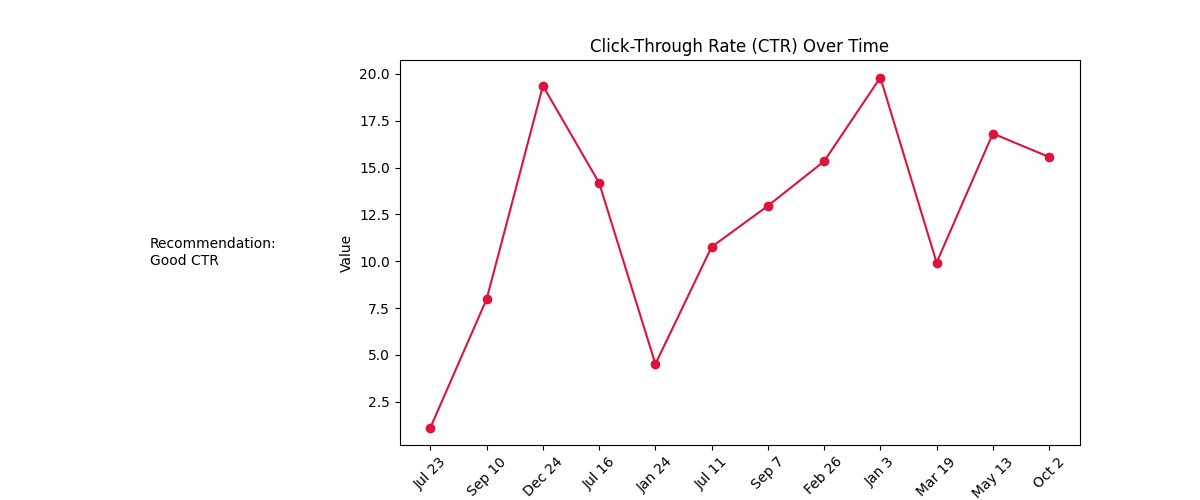 Click-Through Rate (CTR) Over Time
Recommendation:
Good CTR
Value
20.0
17.5
15.0
12.5
10.0
7.5
5.0
2.5
Jul 23
Sep 10
Dec 24
Jul 16
Jan 24
Jul 11
Sep 7
Feb 26
Jan 3
Mar 19
May 13
Oct 2